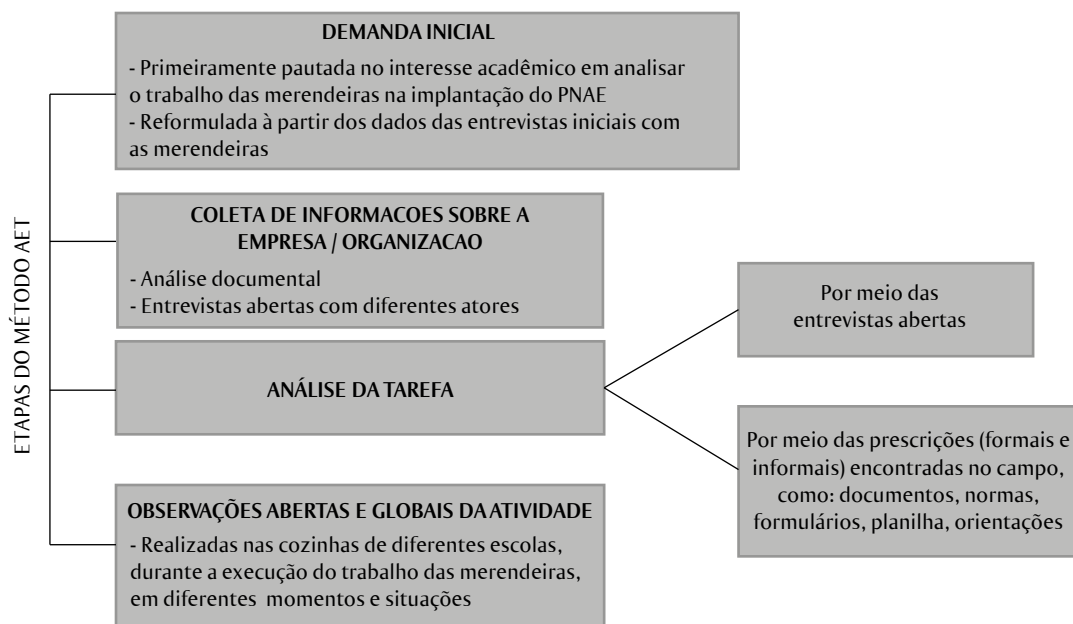 ETAPAS DO MÉTODO AET
DEMANDA INICIAL
- Primeiramente pautada no interesse acadêmico em analisar
o trabalho das merendeiras na implantação do PNAE
- Reformulada à partir dos dados das entrevistas iniciais com
as merendeiras
COLETA DE INFORMACOES SOBRE A
EMPRESA / ORGANIZACAO
- Análise documental
- Entrevistas abertas com diferentes atores
ANÁLISE DA TAREFA
Por meio das
entrevistas abertas
Por meio das prescrições (formais e
informais) encontradas no campo,
como: documentos, normas,
formulários, planilha, orientações
OBSERVAÇÕES ABERTAS E GLOBAIS DA ATIVIDADE
- Realizadas nas cozinhas de diferentes escolas,
durante a execução do trabalho das merendeiras,
em diferentes momentos e situações